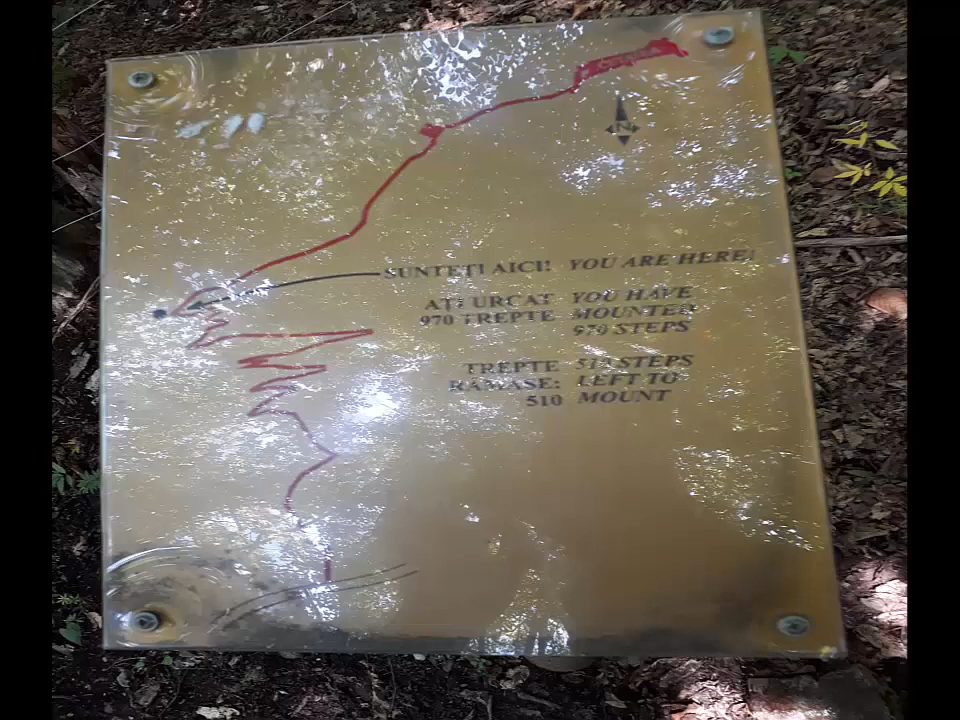 N
SUNTEȚI AICI! YOU ARE HERE!
AȚI URCAT YOU HAVE
970 TREPTE MOUNTED
970 STEPS
TREPTE 510 STEPS
RĂMASE: LEFT TO
510 MOUNT